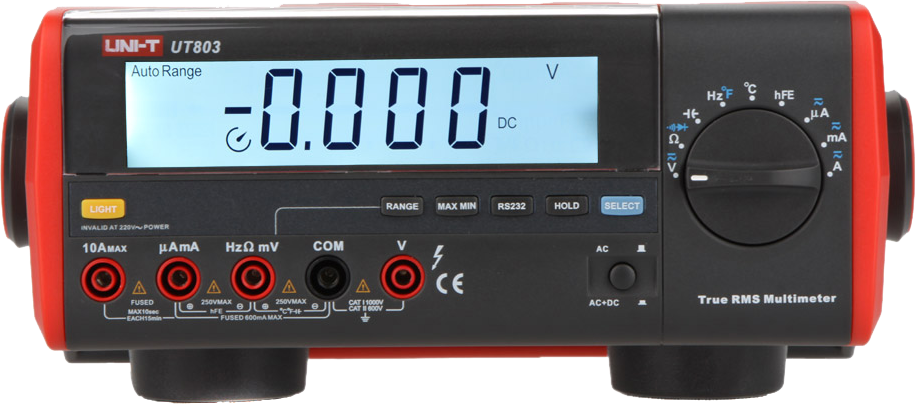 UNI-T UT803
Auto Range
V
-0.000
DC
Hz°F
°C
hFE
μA
mA
A
Ω
V
LIGHT
INVALID AT 220V~POWER
RANGE
MAX MIN
RS232
HOLD
SELECT
10AMAX
μAmA
HzΩ mV
COM
V
CE
FUSED
MAX10sec
EACH15min
250VMAX
hFE
FUSED 600mA MAX
250VMAX
°C°F
CAT I 1000V
CAT II 600V
AC
AC+DC
True RMS Multimeter